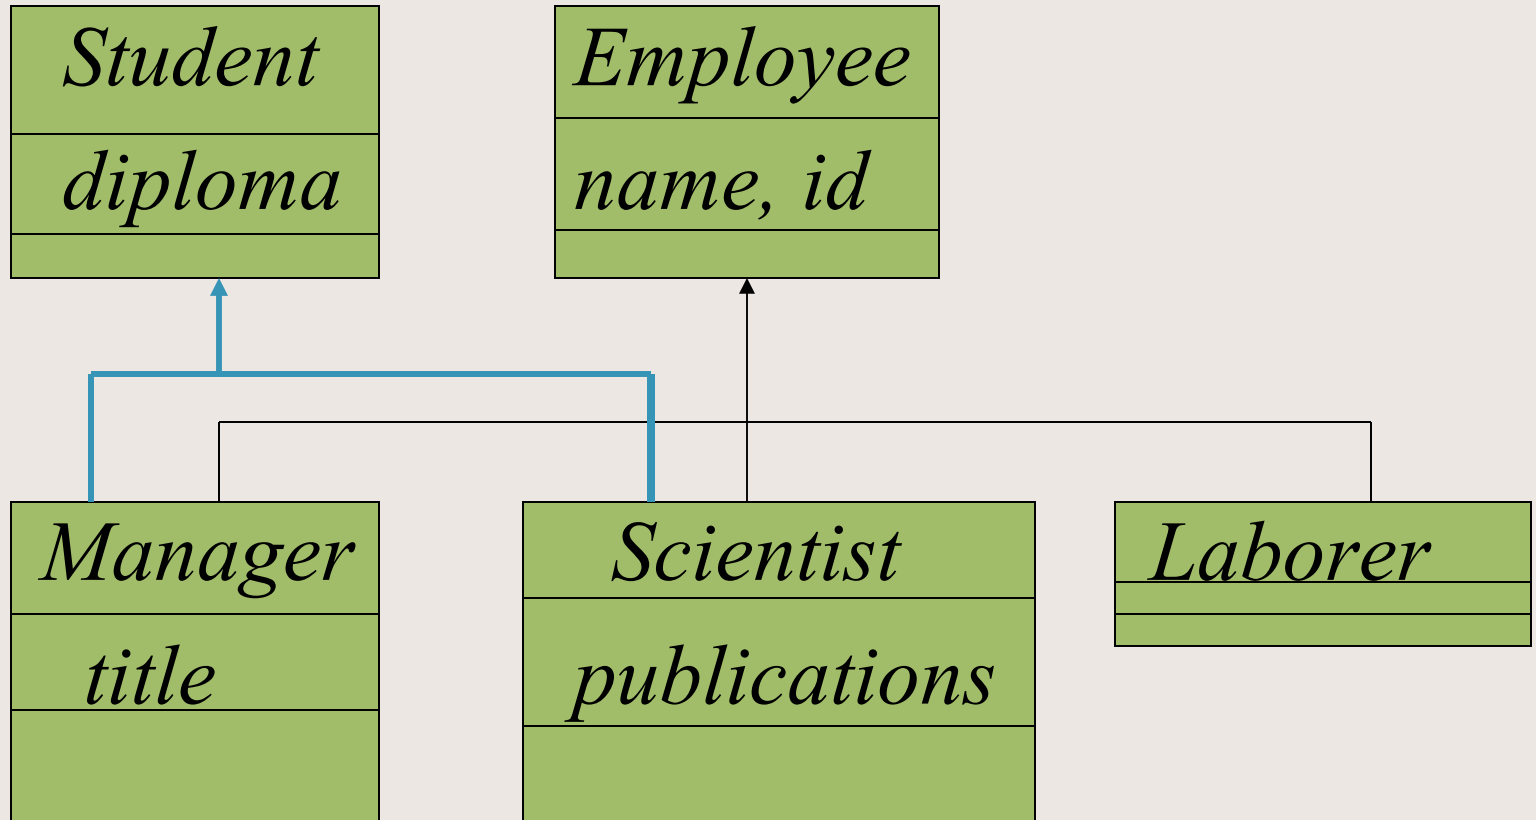 Student
diploma
Employee
name, id
Manager
title
Scientist
publications
Laborer